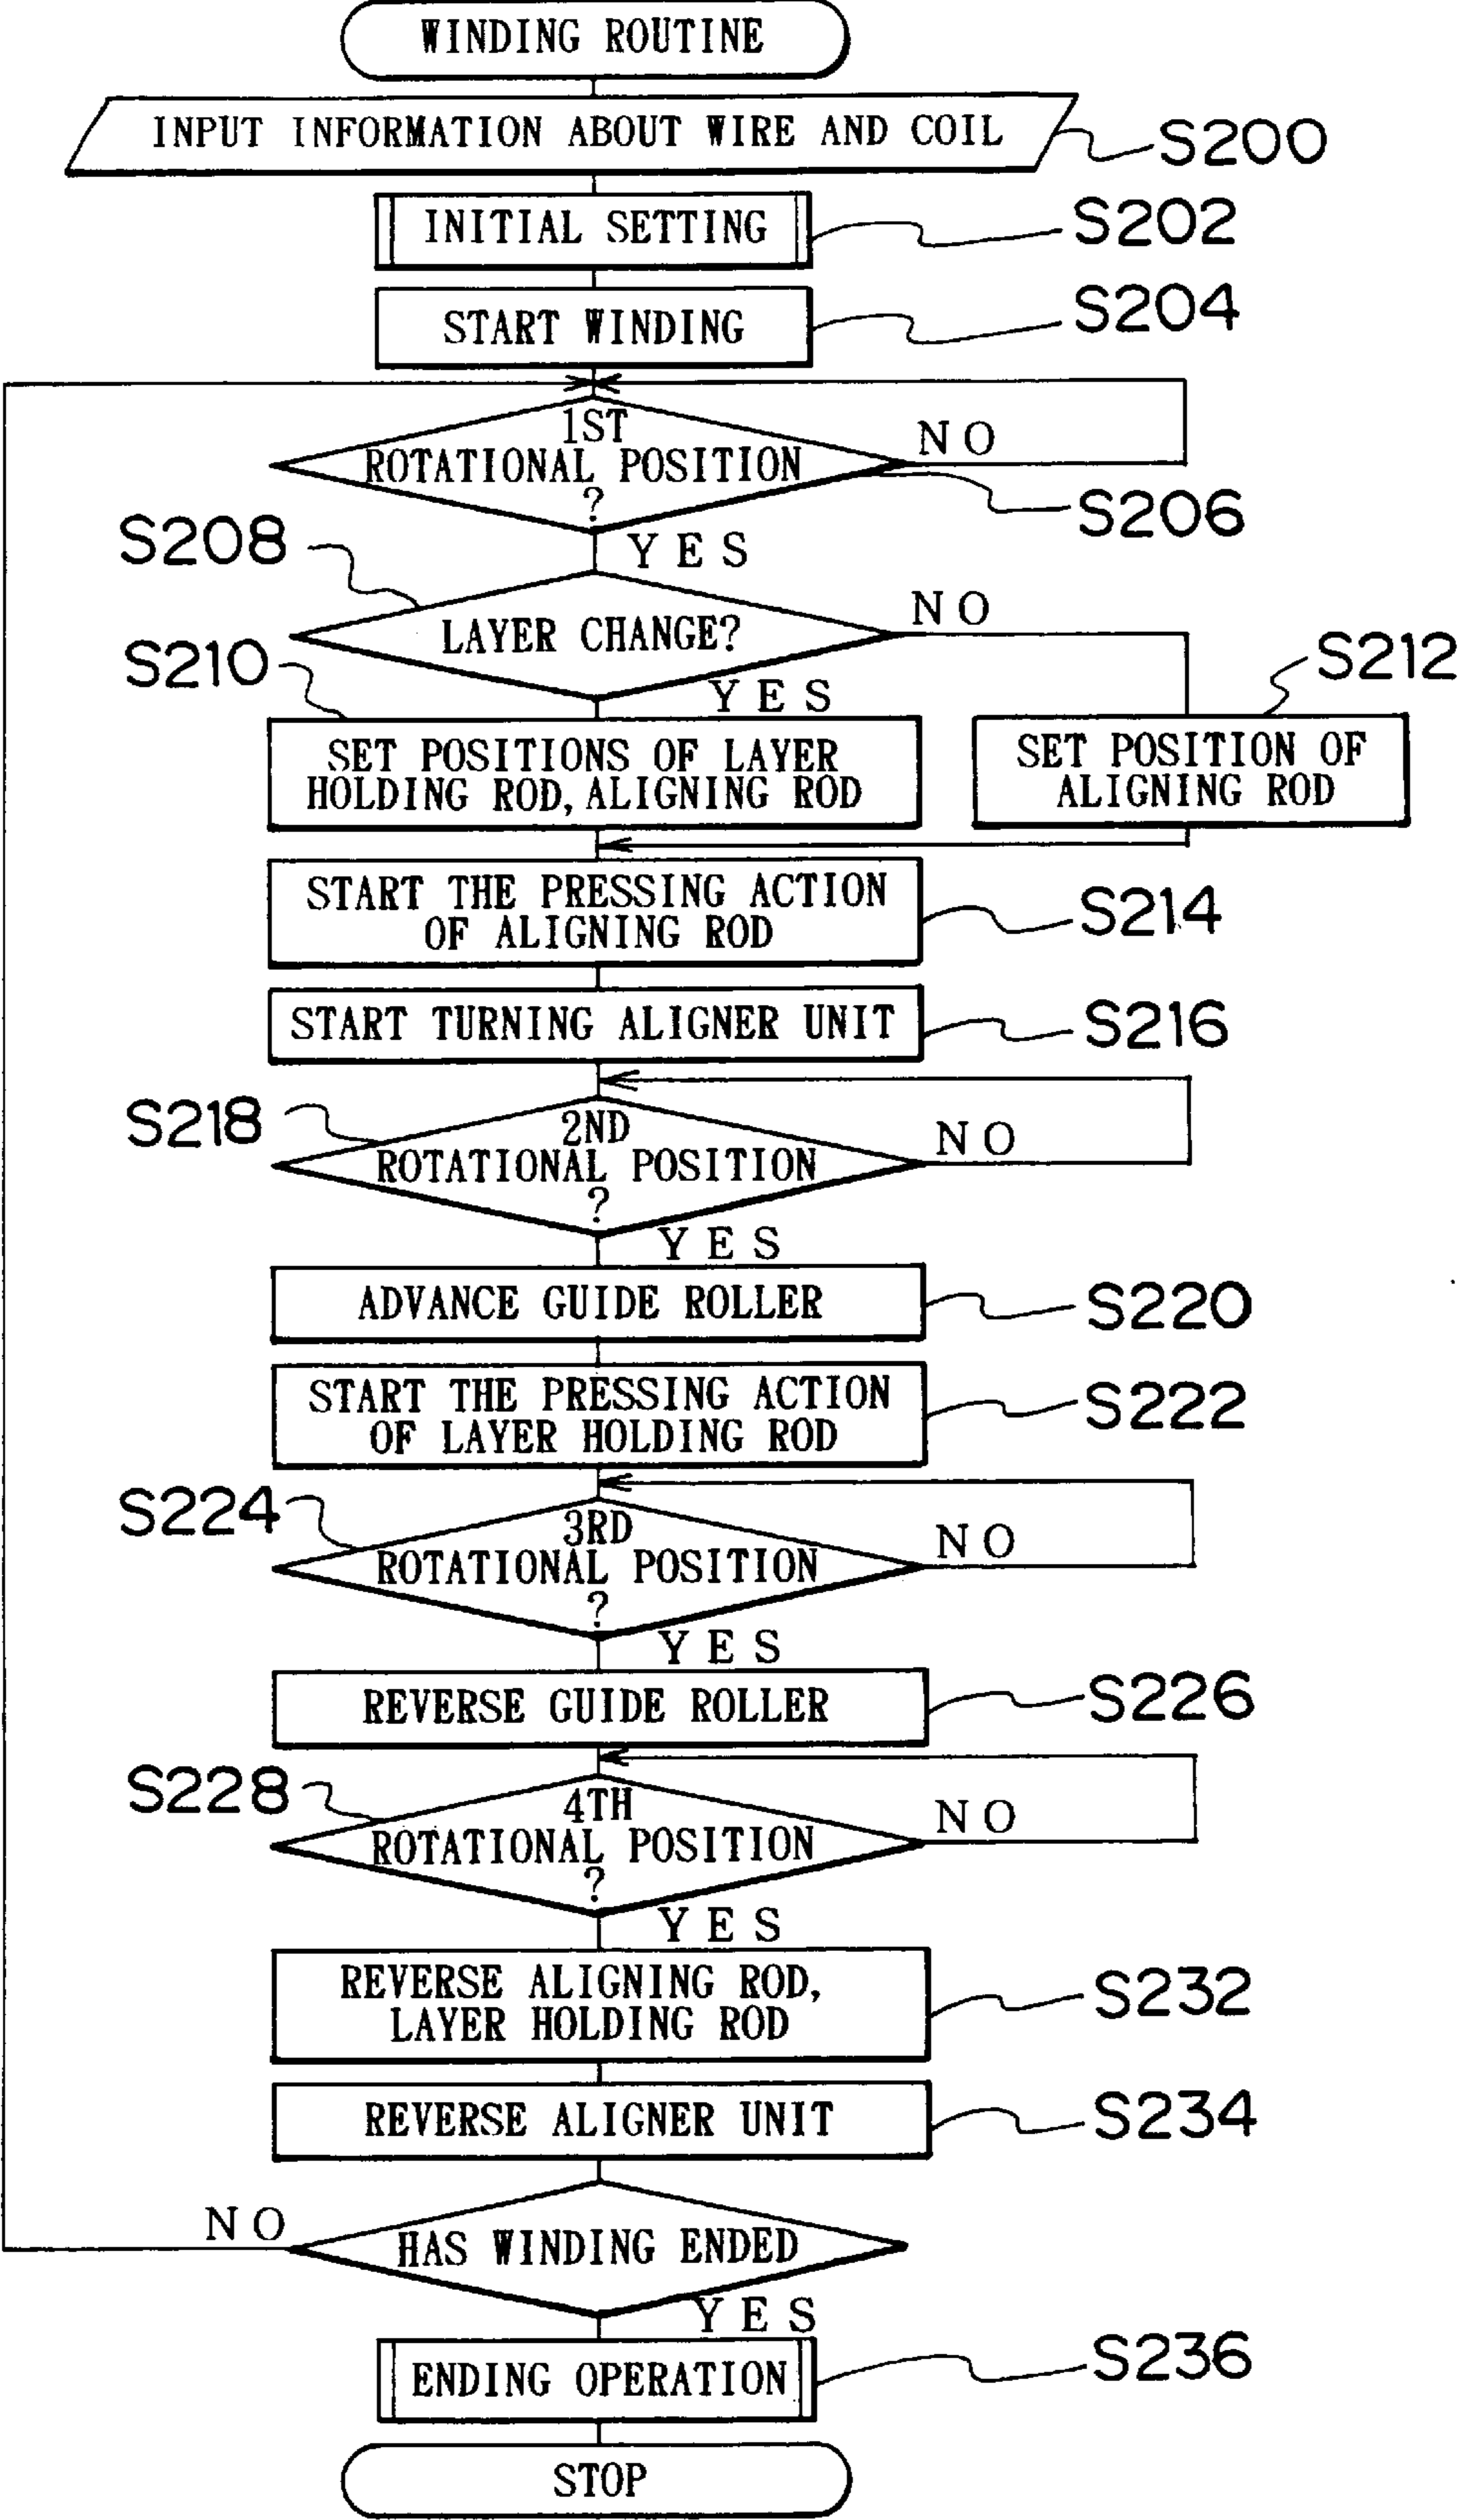 WINDING ROUTINE
INPUT INFORMATION ABOUT WIRE AND COIL
S200
INITIAL SETTING
S202
START WINDING
S204
1ST
ROTATIONAL POSITION
?
NO
S206
YES
S208
LAYER CHANGE?
NO
YES
S210
SET POSITIONS OF LAYER
HOLDING ROD, ALIGNING ROD
S212
SET POSITION OF
ALIGNING ROD
START THE PRESSING ACTION
OF ALIGNING ROD
S214
START TURNING ALIGNER UNIT
S216
S218
2ND
ROTATIONAL POSITION
?
NO
YES
ADVANCE GUIDE ROLLER
S220
START THE PRESSING ACTION
OF LAYER HOLDING ROD
S222
S224
3RD
ROTATIONAL POSITION
?
NO
YES
REVERSE GUIDE ROLLER
S226
S228
4TH
ROTATIONAL POSITION
?
NO
YES
REVERSE ALIGNING ROD,
LAYER HOLDING ROD
S232
REVERSE ALIGNER UNIT
S234
NO
HAS WINDING ENDED
YES
ENDING OPERATION
S236
STOP